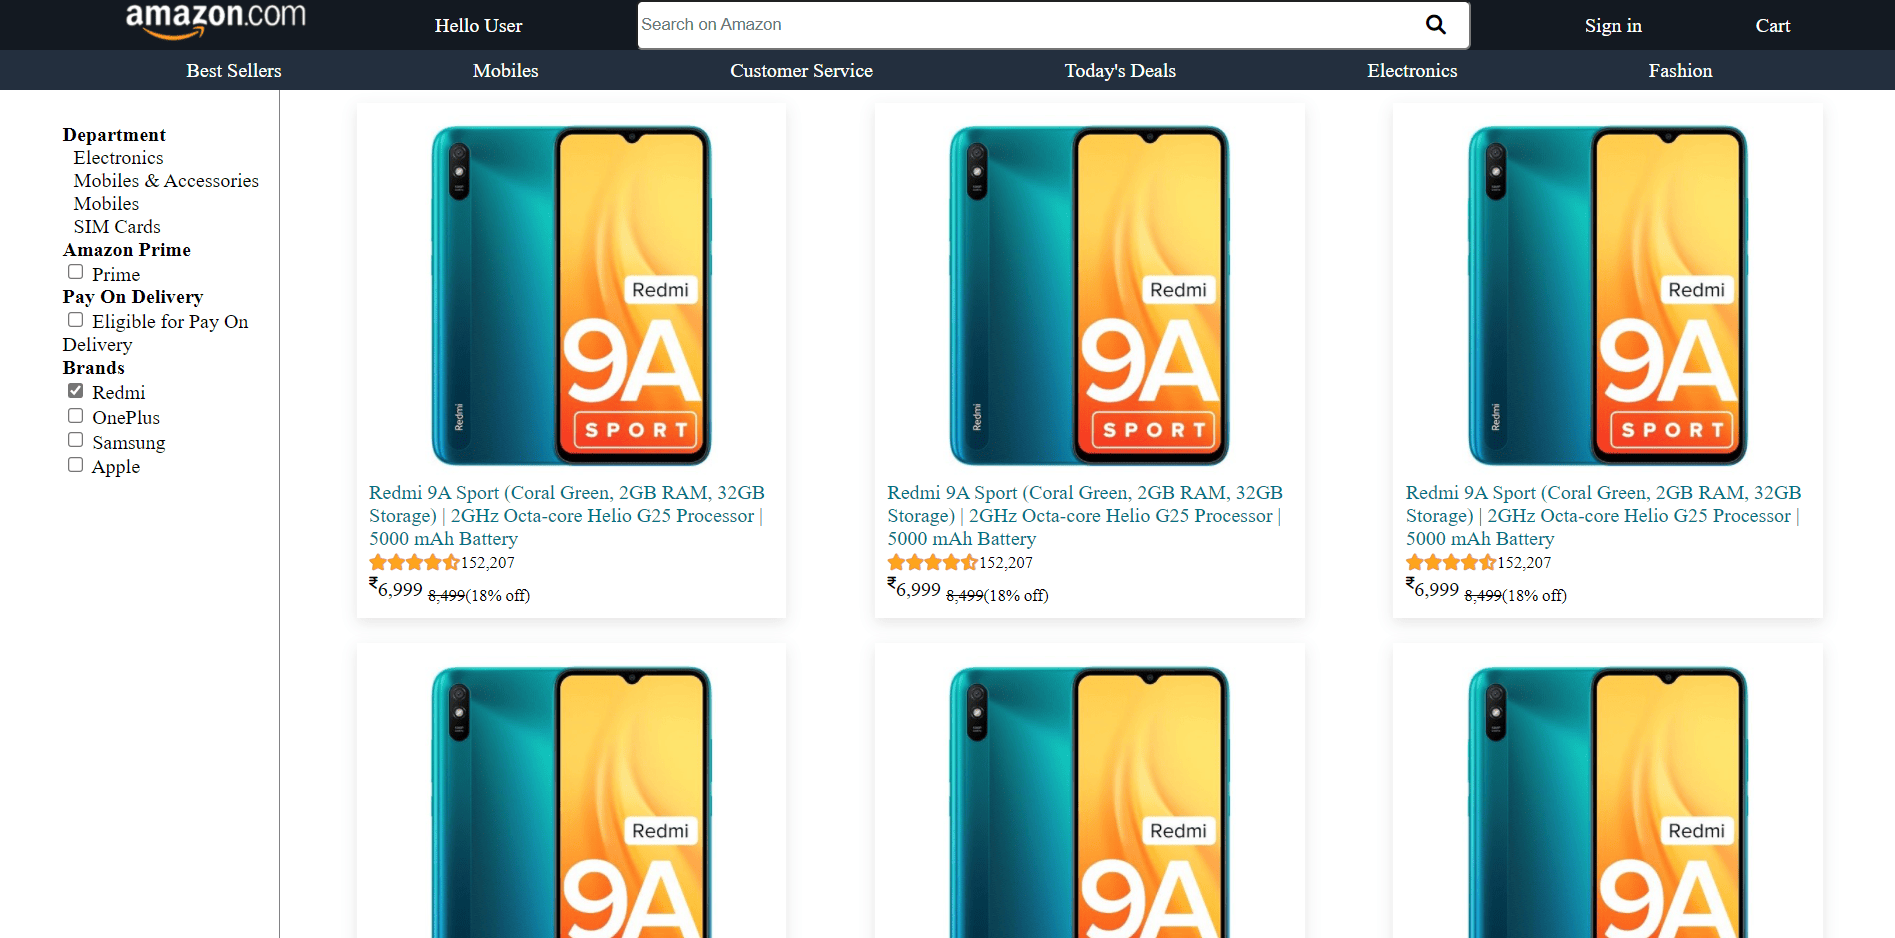 amazon.com
Hello User
Search on Amazon
Sign in
Cart
Best Sellers
Mobiles
Customer Service
Today's Deals
Electronics
Fashion
Department
Electronics
Mobiles & Accessories
Mobiles
SIM Cards
Amazon Prime
Prime
Pay On Delivery
Eligible for Pay On
Delivery
Brands
Redmi
OnePlus
Samsung
Apple
Redmi
9A
SPORT
Redmi
Redmi 9A Sport (Coral Green, 2GB RAM, 32GB
Storage) | 2GHz Octa-core Helio G25 Processor |
5000 mAh Battery
152,207
₹6,999 8,499(18% off)
Redmi
9A
SPORT
Redmi
Redmi 9A Sport (Coral Green, 2GB RAM, 32GB
Storage) | 2GHz Octa-core Helio G25 Processor |
5000 mAh Battery
152,207
₹6,999 8,499(18% off)
Redmi
9A
SPORT
Redmi
Redmi 9A Sport (Coral Green, 2GB RAM, 32GB
Storage) | 2GHz Octa-core Helio G25 Processor |
5000 mAh Battery
152,207
₹6,999 8,499(18% off)
Redmi
9A
Redmi
9A
Redmi
9A